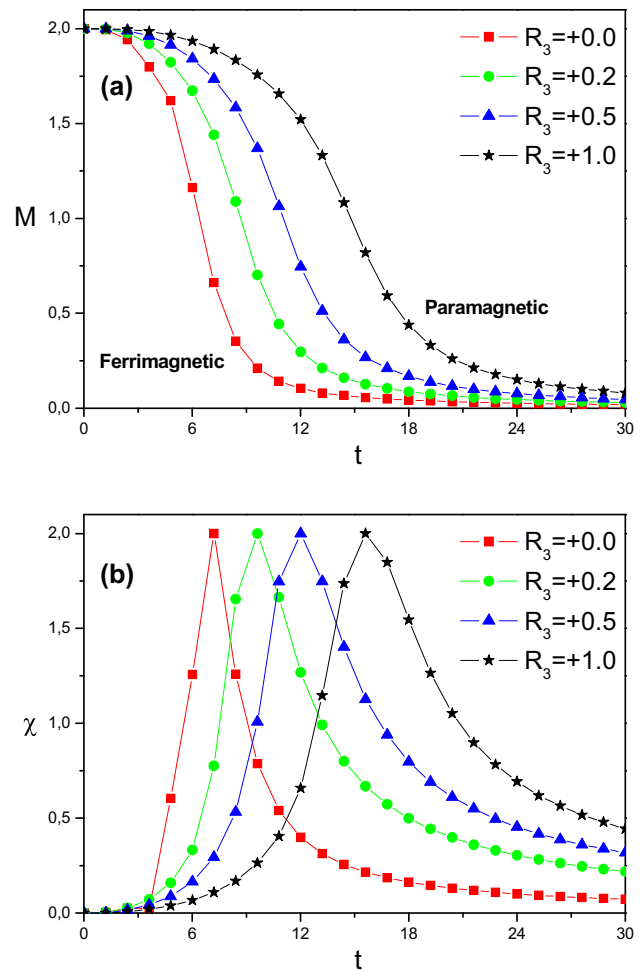 2,0
(a)
R3=+0.0
R3=+0.2
R3=+0.5
R3=+1.0
1,5
M
1,0
0,5
Paramagnetic
Ferrimagnetic
0,0
0 6 12 18 24 30
t
2,0
(b)
R3=+0.0
R3=+0.2
R3=+0.5
R3=+1.0
1,5
χ
1,0
0,5
0,0
0 6 12 18 24 30
t